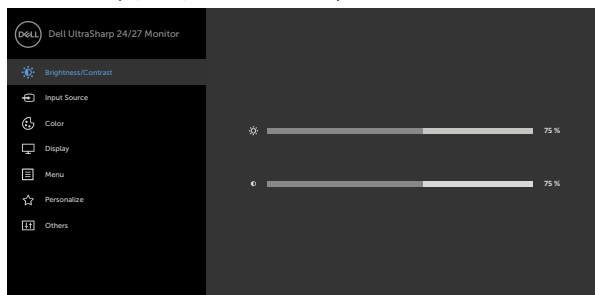 DELL
Dell UltraSharp 24/27 Monitor
Brightness/Contrast
Input Source
Color
75 %
Display
Menu
75 %
Personalize
Others